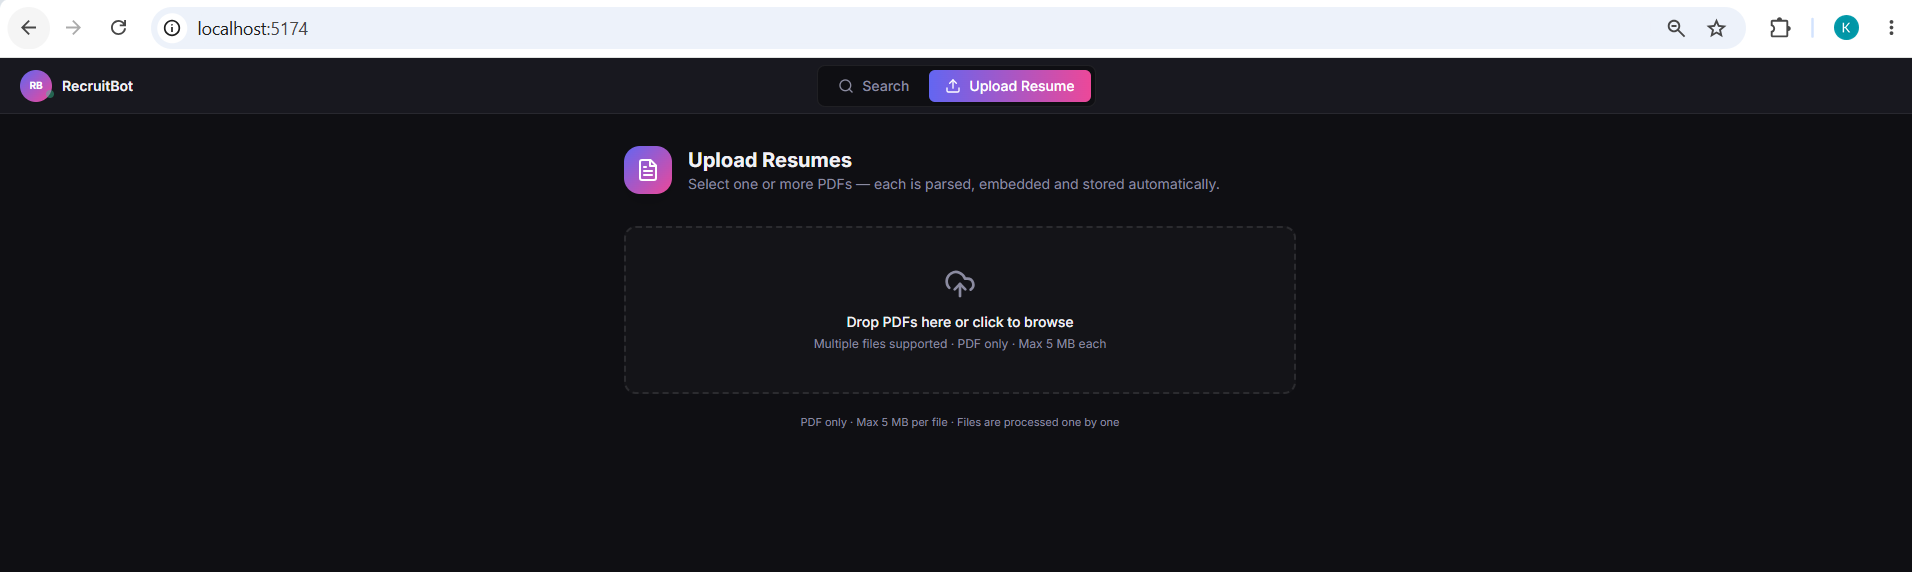 localhost:5174
K
RB
RecruitBot
Search
Upload Resume
Upload Resumes
Select one or more PDFs — each is parsed, embedded and stored automatically.
Drop PDFs here or click to browse
Multiple files supported · PDF only · Max 5 MB each
PDF only · Max 5 MB per file · Files are processed one by one